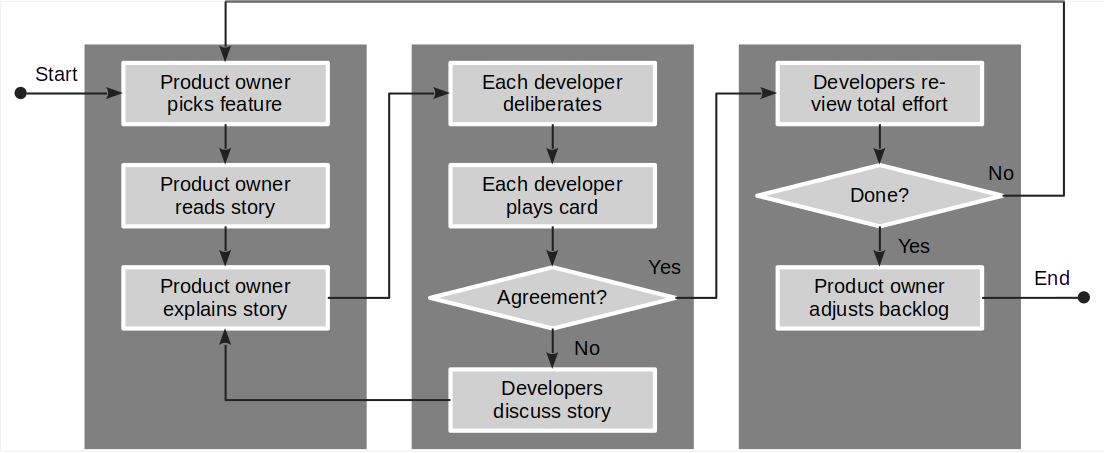 Start
Product owner
picks feature
Product owner
reads story
Product owner
explains story
Each developer
deliberates
Each developer
plays card
Agreement?
Yes
No
Developers
discuss story
Developers re-
view total effort
Done?
No
Yes
Product owner
adjusts backlog
End